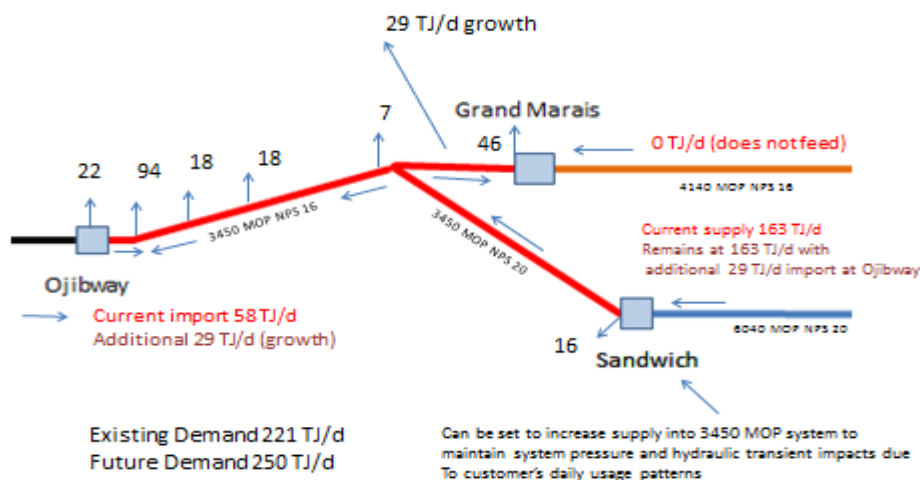 29 TJ/d growth
7
Grand Marais
46
0 TJ/d (does not feed)
4140 MOP NPS 16
22
94
18
18
3450 MOP NPS 16
3450 MOP NPS 20
Current supply 163 TJ/d
Remains at 163 TJ/d with
additional 29 TJ/d import at Ojibway
Ojibway
Current import 58 TJ/d
Additional 29 TJ/d (growth)
6040 MOP NPS 20
16
Sandwich
Existing Demand 221 TJ/d
Future Demand 250 TJ/d
Can be set to increase supply into 3450 MOP system to
maintain system pressure and hydraulic transient impacts due
To customer's daily usage patterns